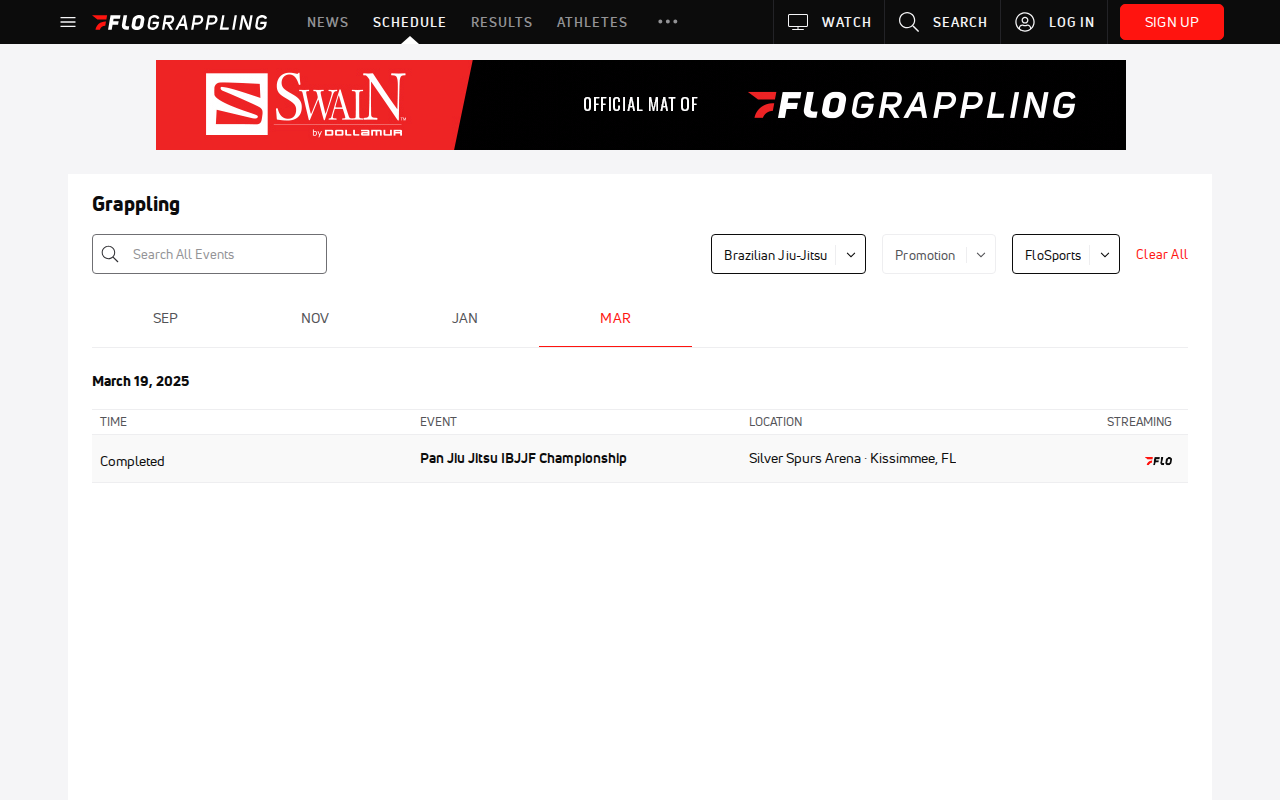 FLOGRAPPLING NEWS SCHEDULE RESULTS ATHLETES ••• WATCH SEARCH LOG IN SIGN UP
SWAIN by DOLLAMUR OFFICIAL MAT OF FLOGRAPPLING
Grappling
Search All Events Brazilian Jiu-Jitsu Promotion FloSports Clear All
SEP NOV JAN MAR
March 19, 2025
TIME EVENT LOCATION STREAMING
Completed Pan Jiu Jitsu IBJJF Championship Silver Spurs Arena · Kissimmee, FL FLO